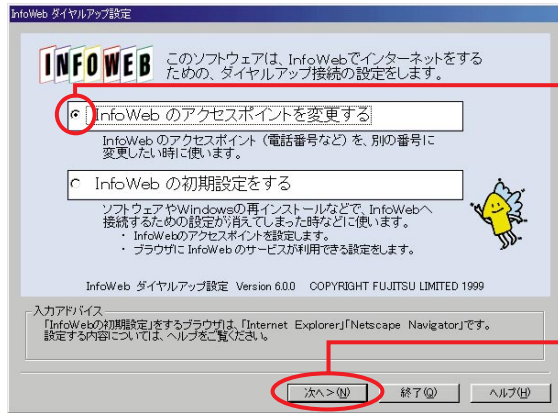 InfoWeb ダイヤルアップ設定
INFOWEB
このソフトウェアは、InfoWebでインターネットをする
ための、ダイヤルアップ接続の設定をします。
InfoWeb のアクセスポイントを変更する
InfoWeb のアクセスポイント（電話番号など）を、別の番号に
変更したい時に使います。
InfoWeb の初期設定をする
ソフトウェアやWindowsの再インストールなどで、InfoWebへ
接続するための設定が消えてしまった時などに使います。
・ InfoWebのアクセスポイントを設定します。
・ ブラウザに InfoWeb のサービスが利用できる設定をします。
InfoWeb ダイヤルアップ設定 Version 6.0.0 COPYRIGHT FUJITSU LIMITED 1999
入力アドバイス
「InfoWebの初期設定」をするブラウザは、「Internet Explorer」「Netscape Navigator」です。
設定する内容については、ヘルプをご覧ください。
次へ＞(N)
終了(Q)
ヘルプ(H)